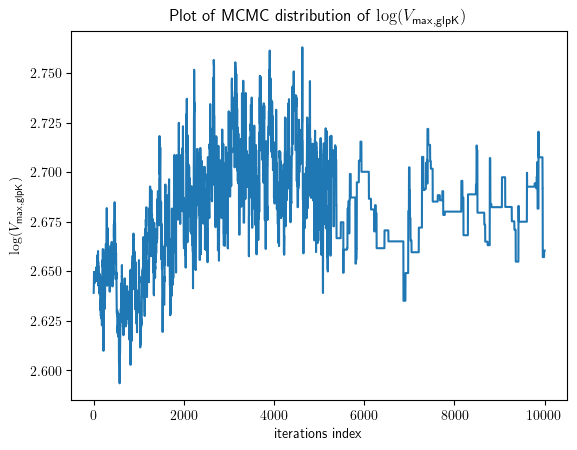 Plot of MCMC distribution of log(V_max,glpK)
2.750
2.725
2.700
2.675
2.650
2.625
2.600
log(V_max,glpK)
0 2000 4000 6000 8000 10000
iterations index